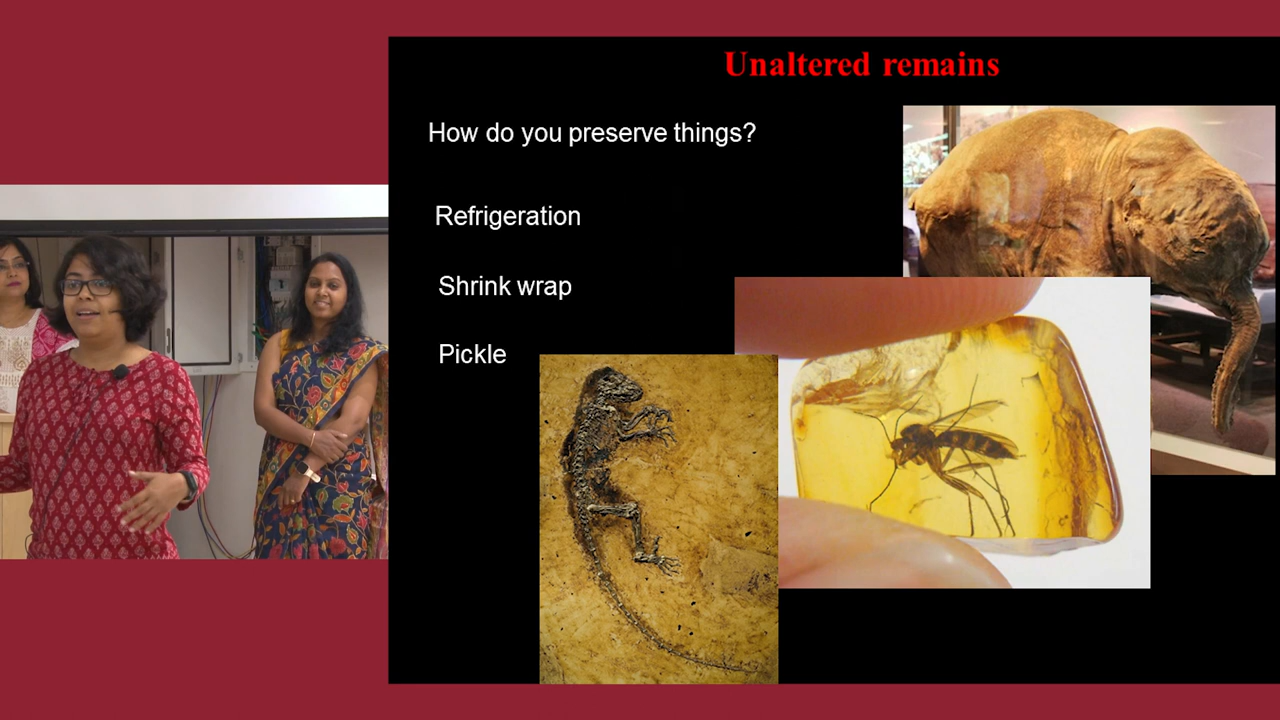 Unaltered remains
How do you preserve things?
Refrigeration
Shrink wrap
Pickle